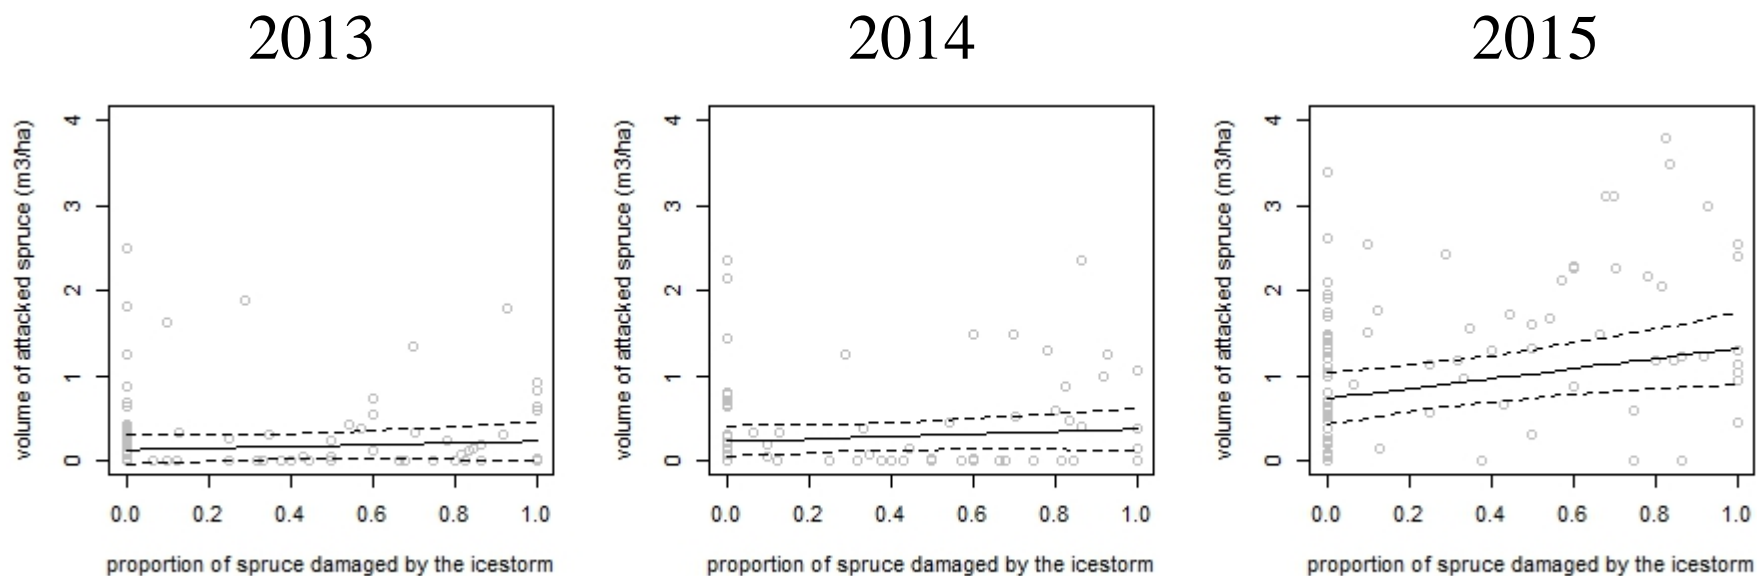 2013
2014
2015
volume of attacked spruce (m3/ha)
4
3
2
1
0
0.0 0.2 0.4 0.6 0.8 1.0
proportion of spruce damaged by the icestorm
volume of attacked spruce (m3/ha)
4
3
2
1
0
0.0 0.2 0.4 0.6 0.8 1.0
proportion of spruce damaged by the icestorm
volume of attacked spruce (m3/ha)
4
3
2
1
0
0.0 0.2 0.4 0.6 0.8 1.0
proportion of spruce damaged by the icestorm